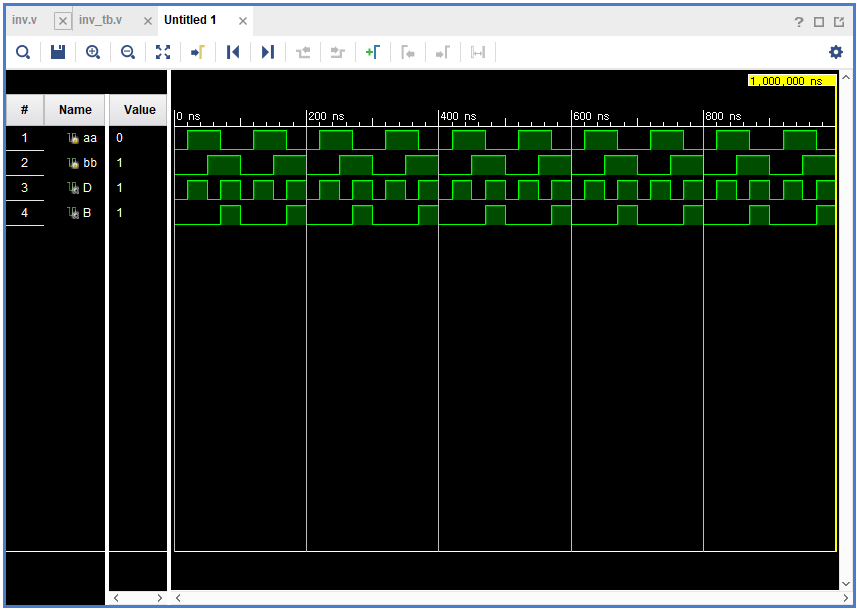 inv.v inv_tb.v Untitled 1
1,000,000 ns
# Name Value
0 ns 200 ns 400 ns 600 ns 800 ns
1 aa 0
2 bb 1
3 D 1
4 B 1